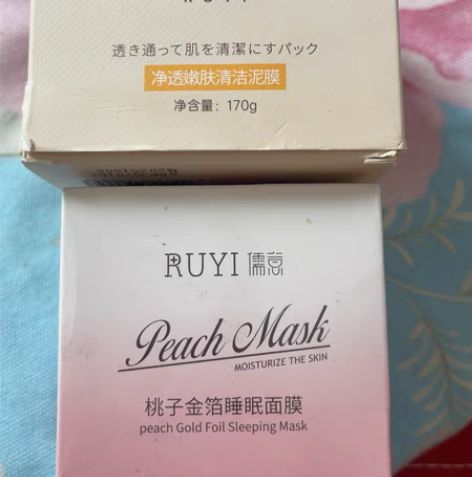 RUYI
透き通って肌を清潔にすパック
净透嫩肤清洁泥膜
净含量：170g
RUYI 儒意
Peach Mask
MOISTURIZE THE SKIN
桃子金箔睡眠面膜
peach Gold Foil Sleeping Mask